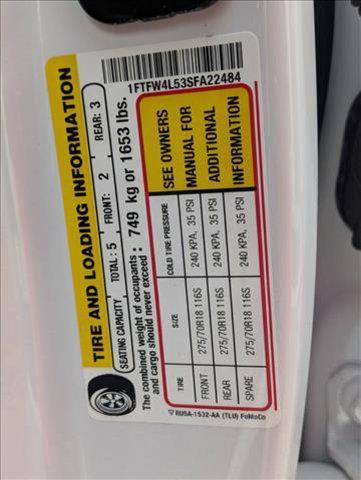 1FTFW4L53SFA22484
TIRE AND LOADING INFORMATION
SEATING CAPACITY TOTAL : 5 FRONT: 2 REAR: 3
The combined weight of occupants : 749 kg or 1653 lbs.
and cargo should never exceed :
TIRE SIZE COLD TIRE PRESSURE SEE OWNERS
FRONT 275/70R18 116S 240 KPA, 35 PSI MANUAL FOR
REAR 275/70R18 116S 240 KPA, 35 PSI ADDITIONAL
SPARE 275/70R18 116S 240 KPA, 35 PSI INFORMATION
RU5A-1532-AA (TLU) FoMoCo